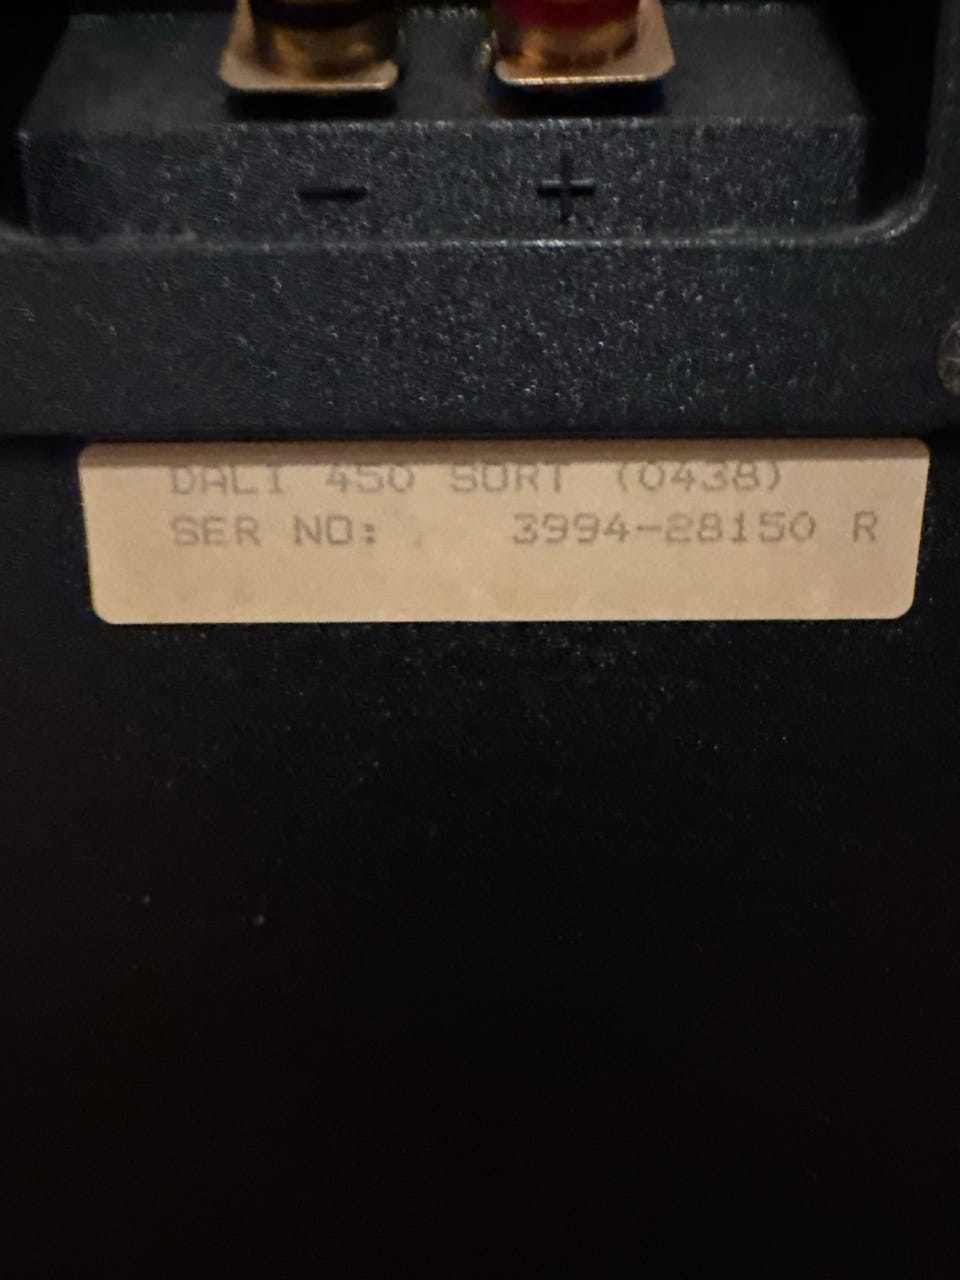 − +
DALI 450 SORT (0438)
SER NO: 3994-28150 R